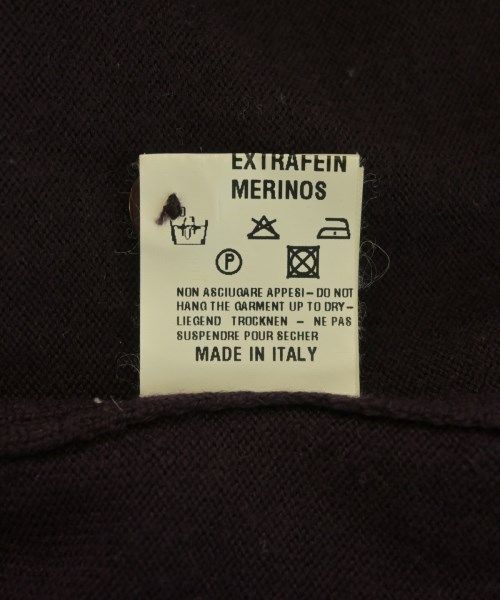 EXTRAFEIN
MERINOS
P
NON ASCIUGARE APPESI – DO NOT
HANG THE GARMENT UP TO DRY –
LIEGEND TROCKNEN – NE PAS
SUSPENDRE POUR SECHER
MADE IN ITALY